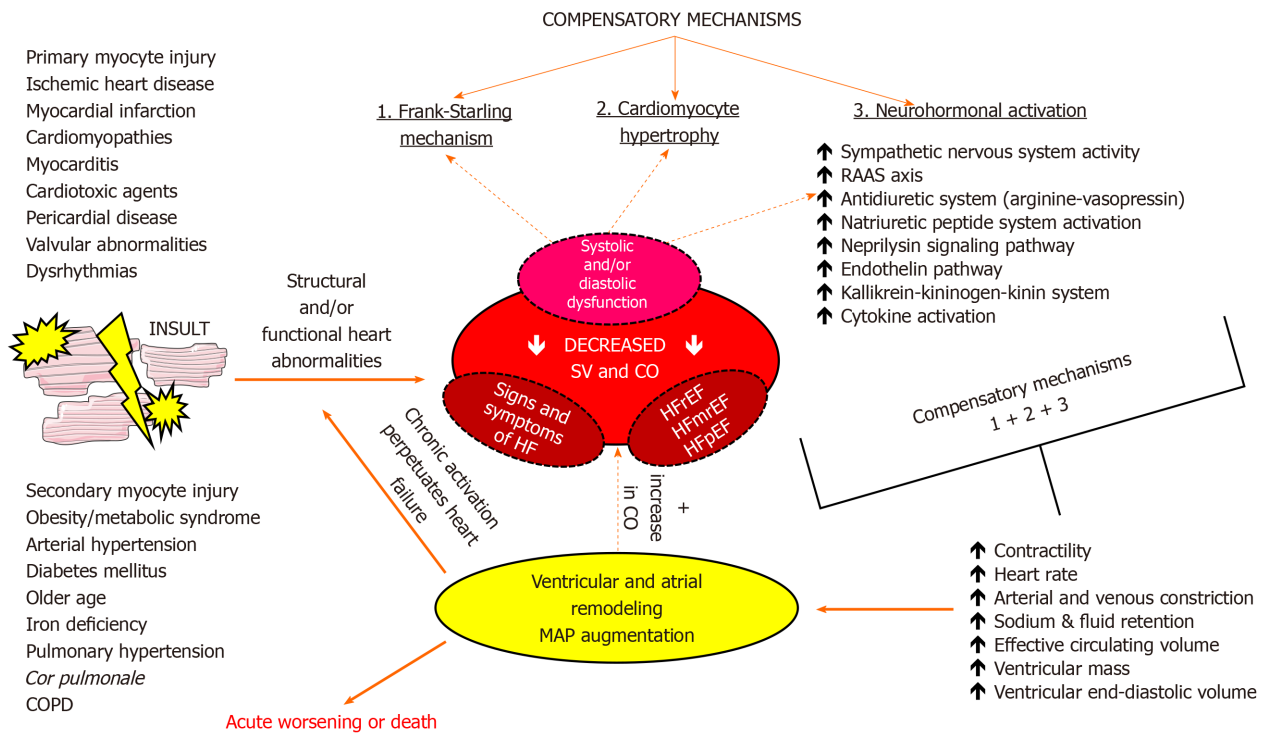 COMPENSATORY MECHANISMS
Primary myocyte injury
Ischemic heart disease
Myocardial infarction
Cardiomyopathies
Myocarditis
Cardiotoxic agents
Pericardial disease
Valvular abnormalities
Dysrhythmias
1. Frank-Starling
mechanism
2. Cardiomyocyte
hypertrophy
3. Neurohormonal activation
Sympathetic nervous system activity
RAAS axis
Antidiuretic system (arginine-vasopressin)
Natriuretic peptide system activation
Neprilysin signaling pathway
Endothelin pathway
Kallikrein-kininogen-kinin system
Cytokine activation
INSULT
Structural
and/or
functional heart
abnormalities
Systolic
and/or
diastolic
dysfunction
DECREASED
SV and CO
Signs and
symptoms
of HF
HFrEF
HFmrEF
HFpEF
Compensatory mechanisms
1 + 2 + 3
Chronic activation
perpetuates heart
failure
+
increase
in CO
Secondary myocyte injury
Obesity/metabolic syndrome
Arterial hypertension
Diabetes mellitus
Older age
Iron deficiency
Pulmonary hypertension
Cor pulmonale
COPD
Ventricular and atrial
remodeling
MAP augmentation
Contractility
Heart rate
Arterial and venous constriction
Sodium & fluid retention
Effective circulating volume
Ventricular mass
Ventricular end-diastolic volume
Acute worsening or death